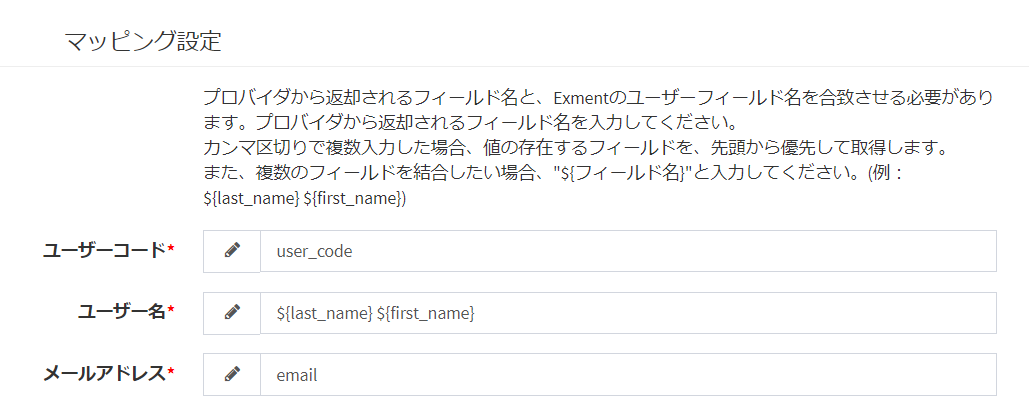 マッピング設定
プロバイダから返却されるフィールド名と、Exmentのユーザーフィールド名を合致させる必要があり
ます。プロバイダから返却されるフィールド名を入力してください。
カンマ区切りで複数入力した場合、値の存在するフィールドを、先頭から優先して取得します。
また、複数のフィールドを結合したい場合、"${フィールド名}"と入力してください。(例：
${last_name} ${first_name})
ユーザーコード* user_code
ユーザー名* ${last_name} ${first_name}
メールアドレス* email